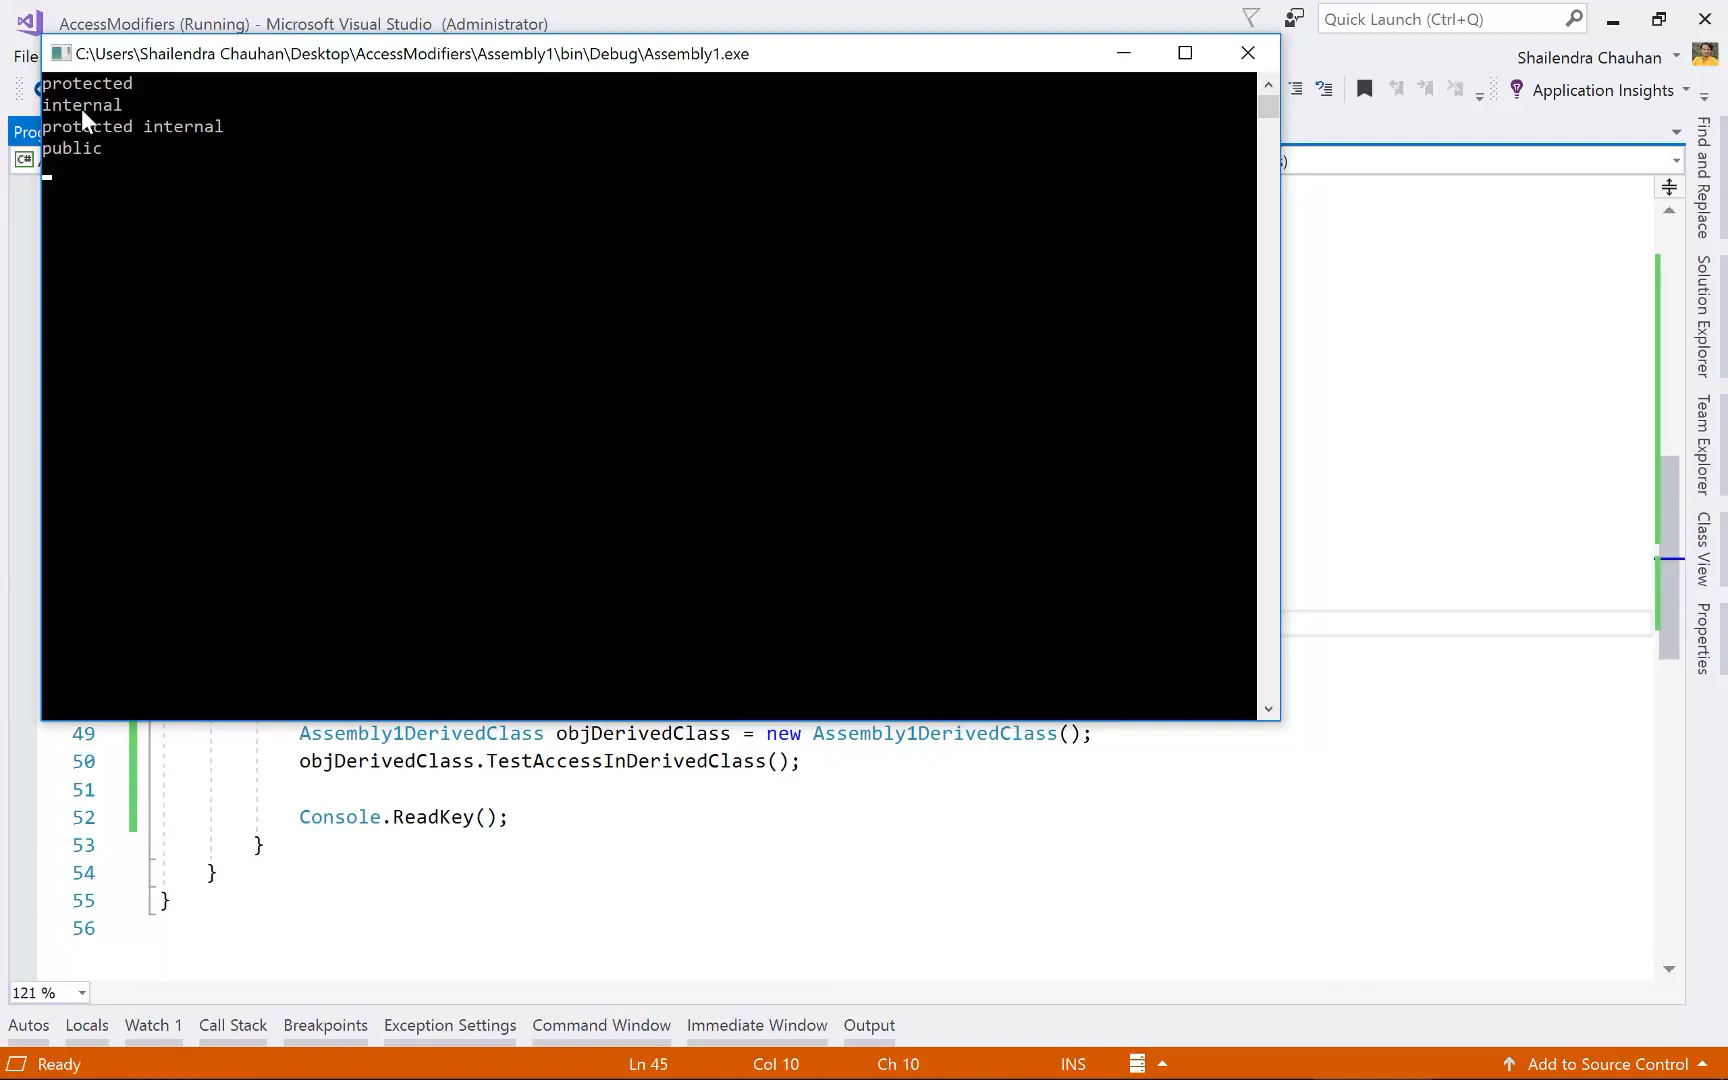 AccessModifiers (Running) - Microsoft Visual Studio (Administrator)
Quick Launch (Ctrl+Q)
File
C:\Users\Shailendra Chauhan\Desktop\AccessModifiers\Assembly1\bin\Debug\Assembly1.exe
Shailendra Chauhan
Application Insights
protected
internal
protected internal
public
C#
Find and Replace
Solution Explorer
Team Explorer
Class View
Properties
49 Assembly1DerivedClass objDerivedClass = new Assembly1DerivedClass();
50 objDerivedClass.TestAccessInDerivedClass();
51
52 Console.ReadKey();
53 }
54 }
55 }
56
121 %
Autos Locals Watch 1 Call Stack Breakpoints Exception Settings Command Window Immediate Window Output
Ready Ln 45 Col 10 Ch 10 INS Add to Source Control